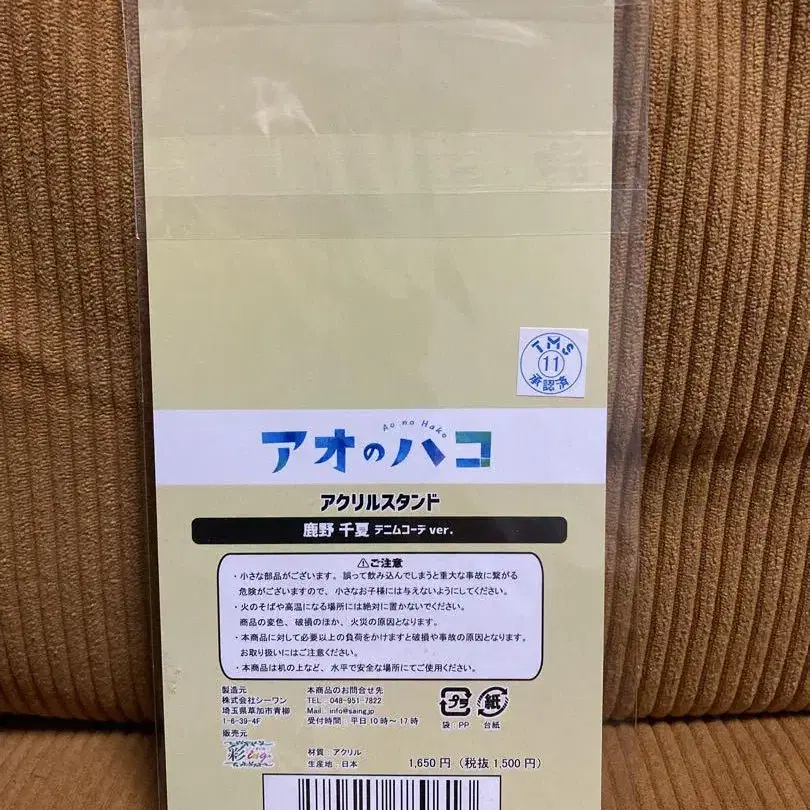 TMS
11
承認済
Ao no Hako
アオのハコ
アクリルスタンド
鹿野 千夏 デニムコーデ ver.
⚠ご注意
・小さな部品がございます。誤って飲み込んでしまうと重大な事故に繋がる
危険がございますので、小さなお子様には与えないようにしてください。
・火のそばや高温になる場所には絶対に置かないでください。
商品の変色、破損のほか、火災の原因となります。
・本商品に対して必要以上の負荷をかけますと破損や事故の原因となります。
お取り扱いにはご注意ください。
・本商品は机の上など、水平で安全な場所にてご使用ください。
製造元
株式会社シーワン
埼玉県草加市青柳
1-6-39-4F
販売元
彩ing
本商品のお問合せ先
TEL : 048-951-7822
Mail : info@saing.jp
受付時間:平日10時〜17時
プラ
袋:PP
紙
台紙
材質:アクリル
生産地:日本
1,650円(税抜1,500円)